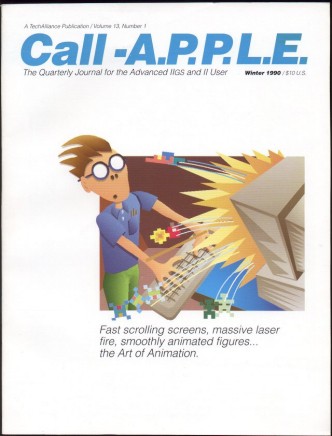 A TechAlliance Publication / Volume 13, Number 1
Call -A.P.P.L.E.
The Quarterly Journal for the Advanced IIGS and II User
Winter 1990 / $10 U.S.
Fast scrolling screens, massive laser
fire, smoothly animated figures...
the Art of Animation.